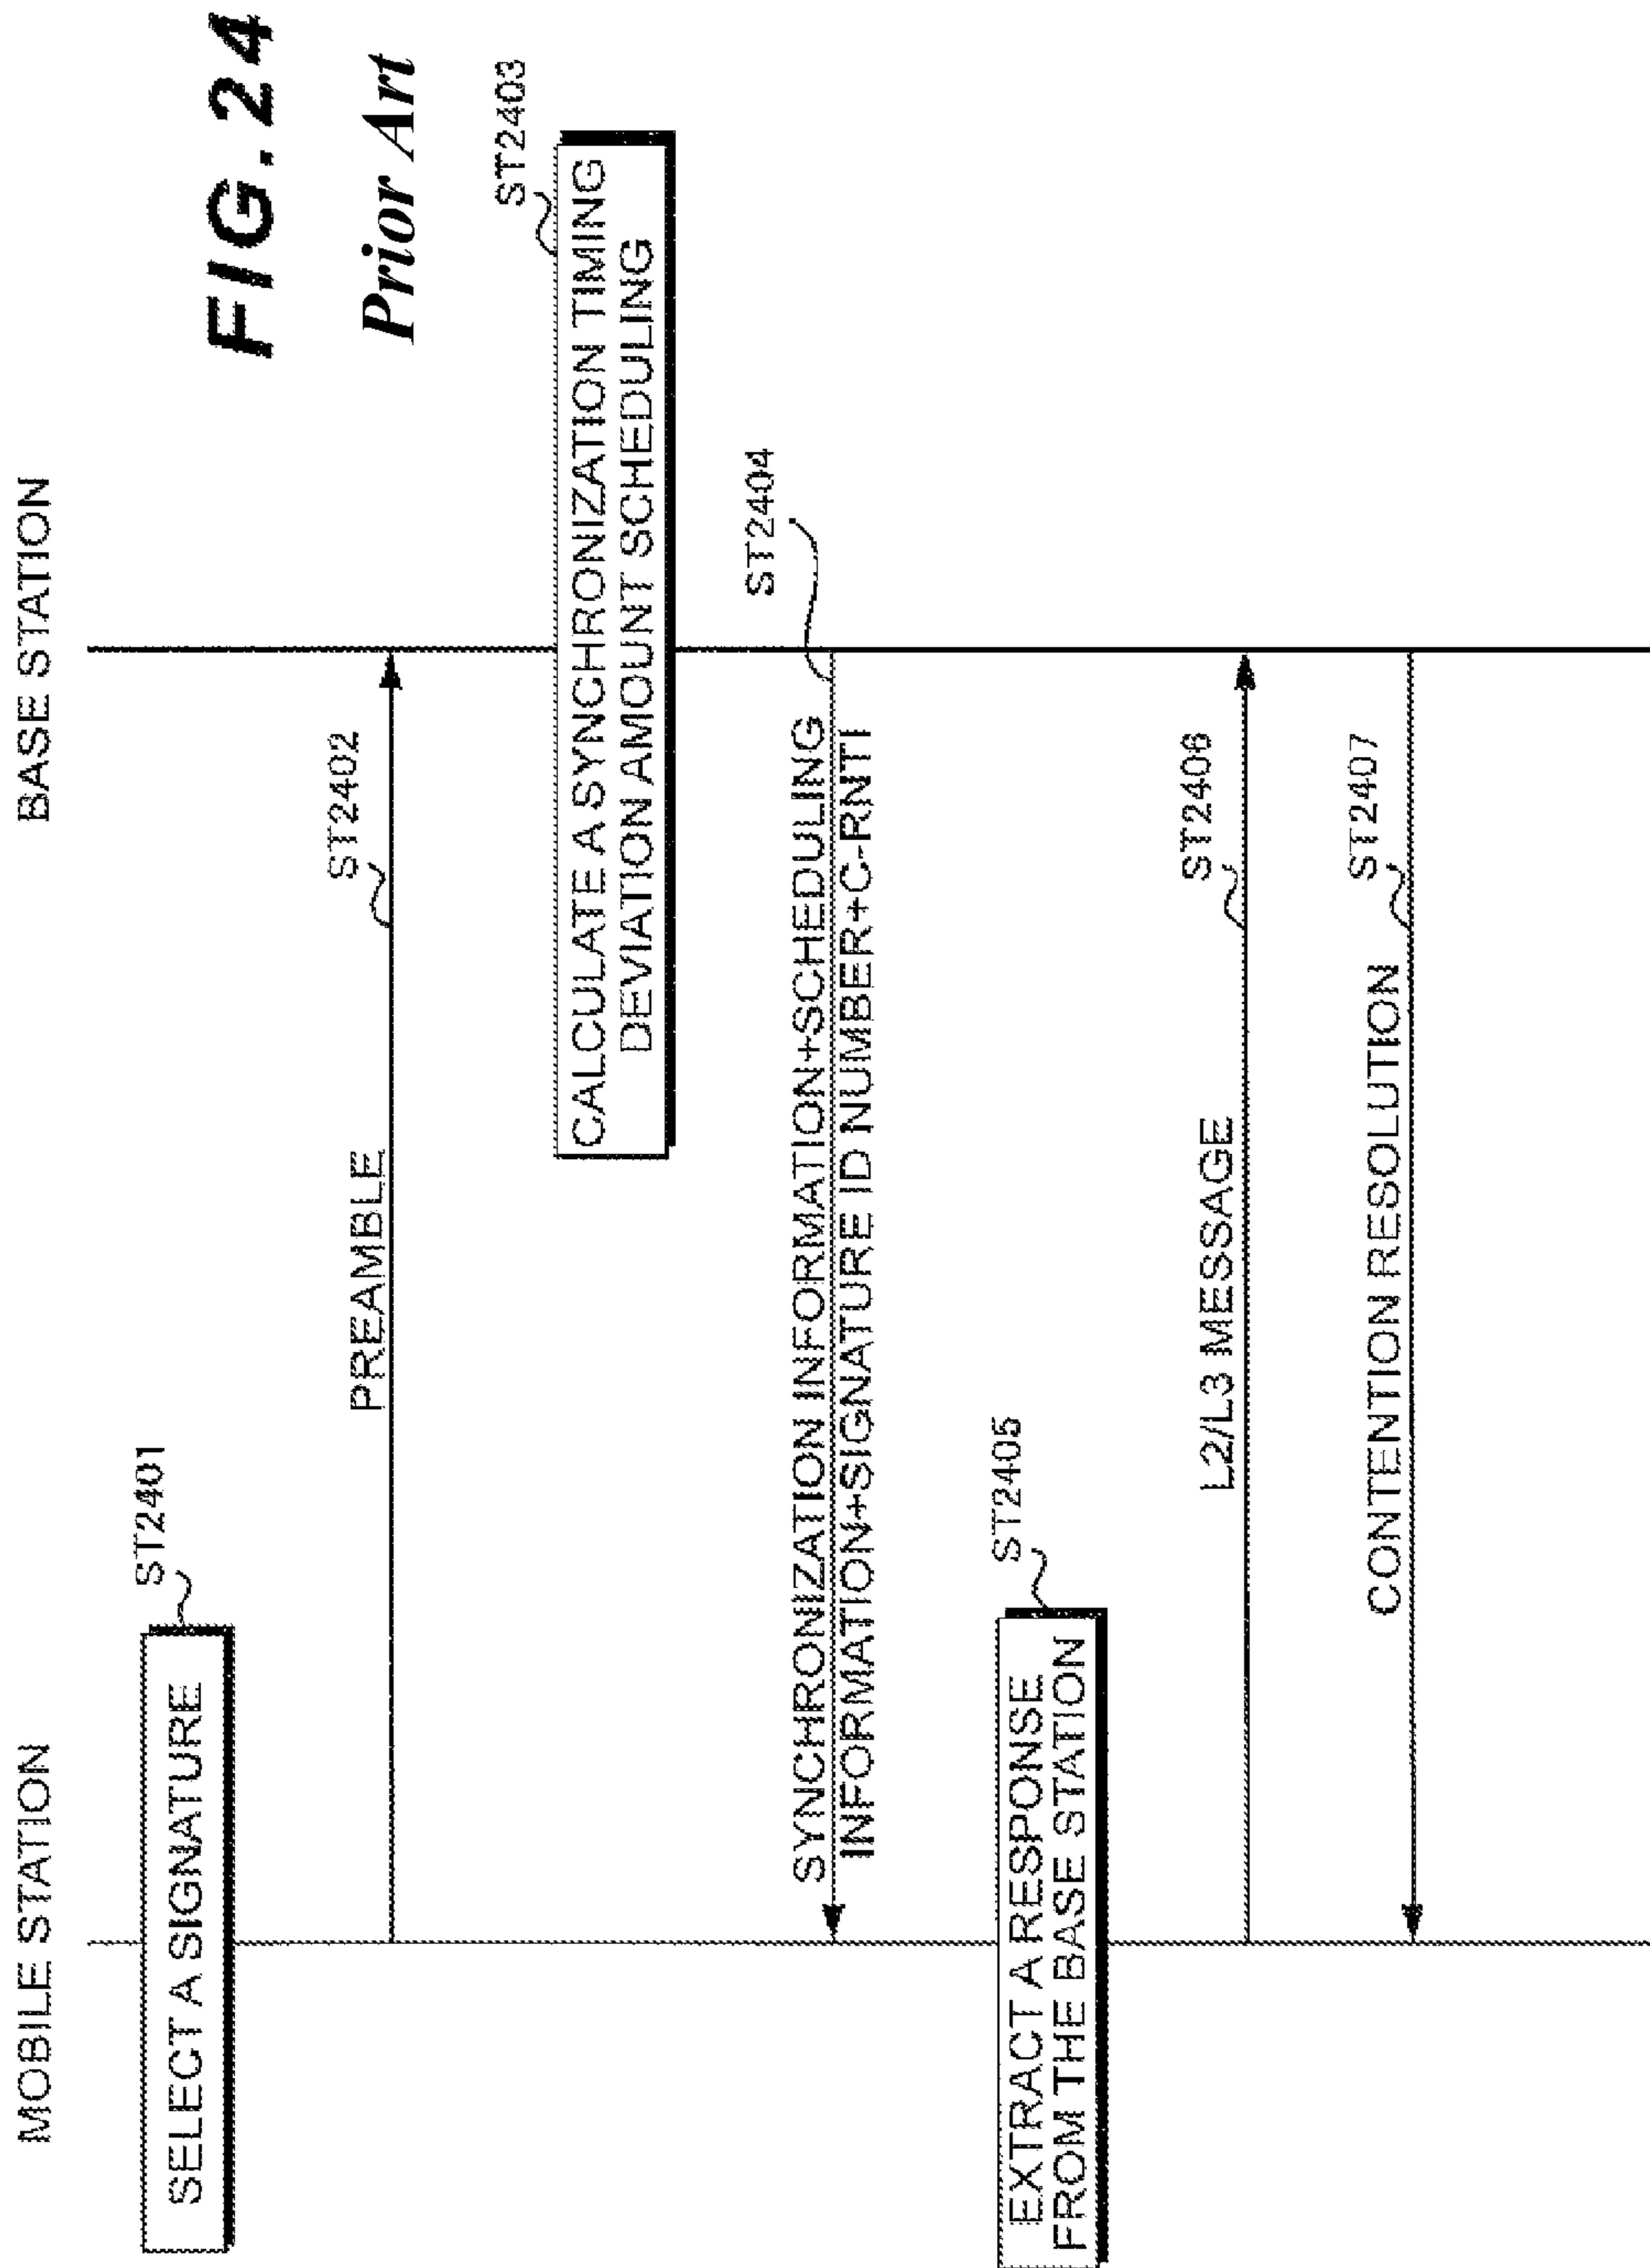 FIG.24
Prior Art
MOBILE STATION
BASE STATION
ST2401
SELECT A SIGNATURE
ST2402
PREAMBLE
ST2403
CALCULATE A SYNCHRONIZATION TIMING
DEVIATION AMOUNT SCHEDULING
ST2404
SYNCHRONIZATION INFORMATION+SCHEDULING
INFORMATION+SIGNATURE ID NUMBER+C-RNTI
ST2405
EXTRACT A RESPONSE
FROM THE BASE STATION
ST2406
L2/L3 MESSAGE
ST2407
CONTENTION RESOLUTION